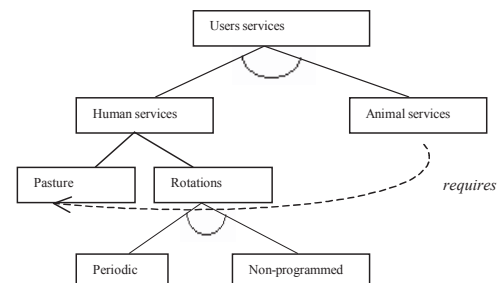 Users services
Human services
Animal services
Pasture
Rotations
requires
Periodic
Non-programmed